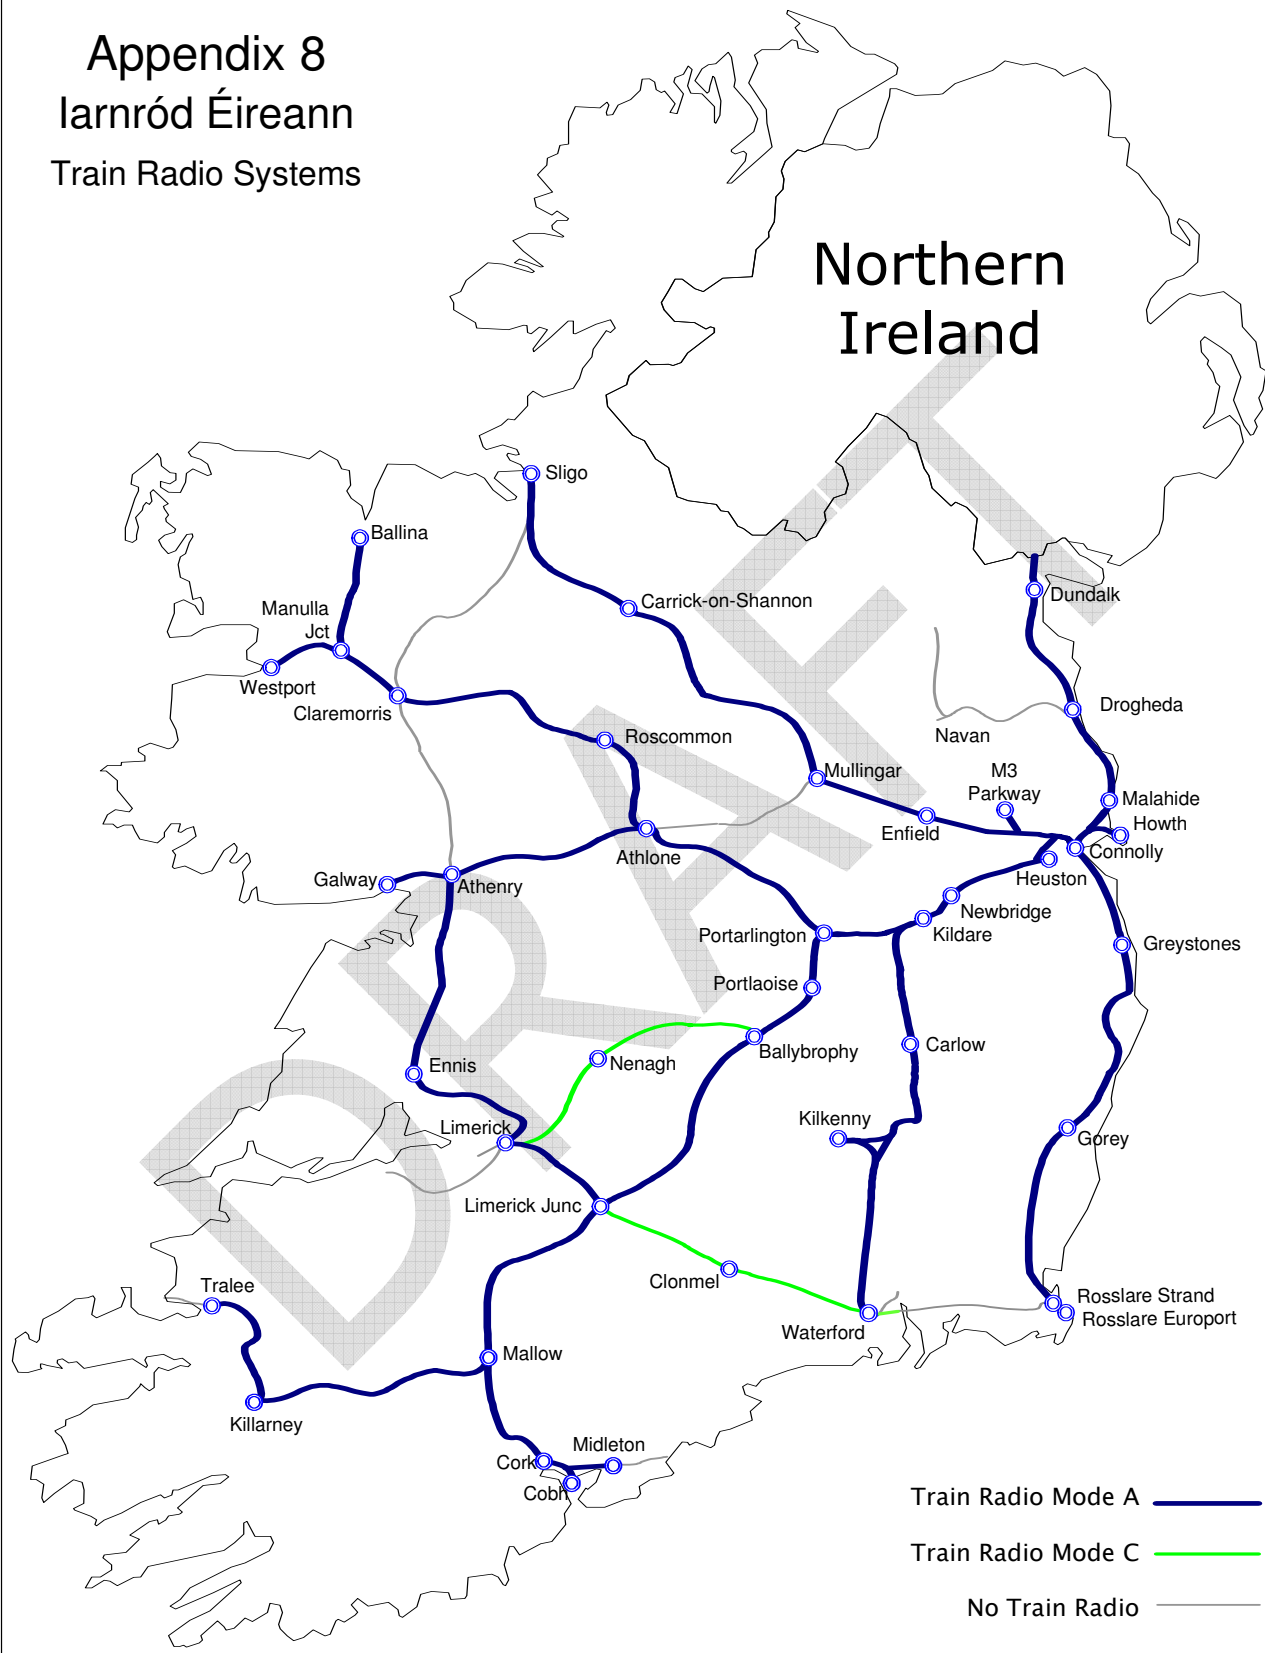 Appendix 8
Iarnród Éireann
Train Radio Systems
Northern
Ireland
Sligo
Ballina
Manulla
Jct
Carrick-on-Shannon
Dundalk
Westport
Claremorris
Drogheda
Roscommon
Navan
Mullingar
M3
Parkway
Malahide
Howth
Enfield
Athlone
Connolly
Galway
Athenry
Heuston
Newbridge
Kildare
Portarlington
Greystones
Portlaoise
Ballybrophy
Carlow
Ennis
Nenagh
Limerick
Kilkenny
Gorey
Limerick Junc
Clonmel
Tralee
Rosslare Strand
Rosslare Europort
Waterford
Mallow
Killarney
Midleton
Cork
Cobh
DRAFT
Train Radio Mode A
Train Radio Mode C
No Train Radio